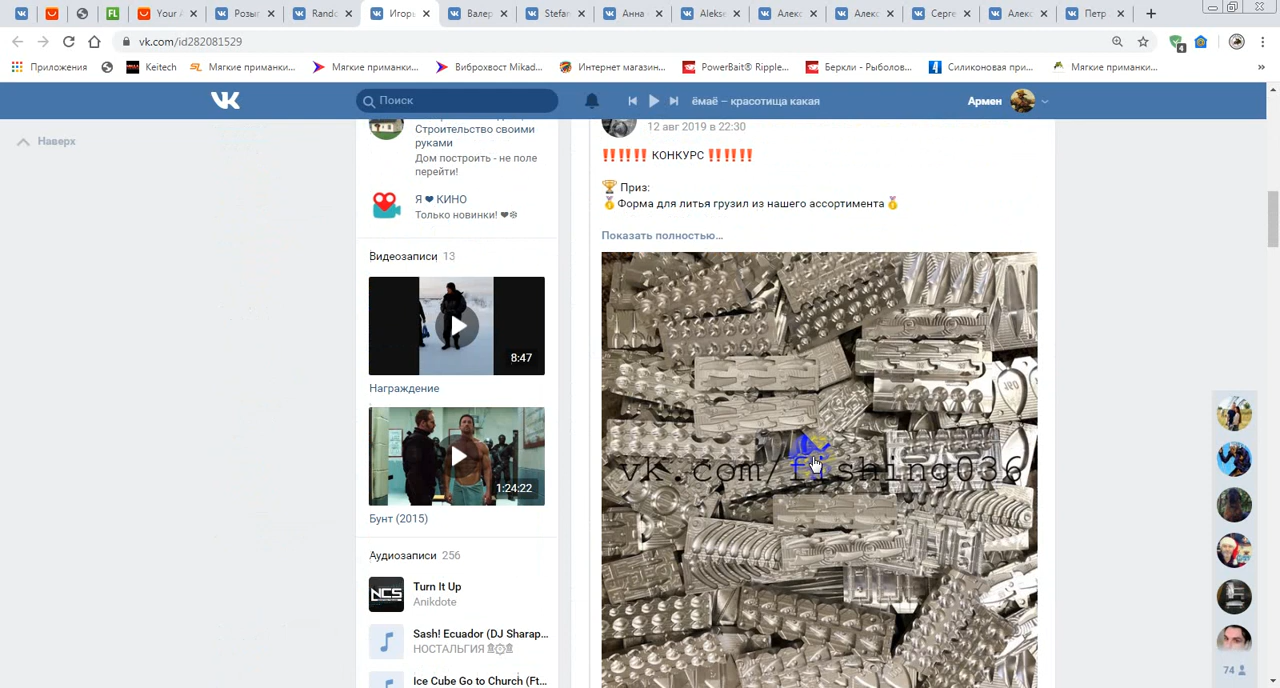 Your A
Розыг
Rando
Игорь
Валер
Stefan
Анна
Alekse
Алекс
Алекс
Серге
Алекс
Петр
vk.com/id282081529
4
Приложения
Keitech
Мягкие приманки...
Мягкие приманки...
Виброхвост Mikad...
Интернет магазин...
PowerBait® Ripple...
Беркли - Рыболов...
Силиконовая при...
Мягкие приманки...
»
Поиск
ёмаё – красотища какая
Армен
Наверх
Строительство своими
руками
Дом построить - не поле
перейти!
Я ❤ КИНО
Только новинки! ❤❄
Видеозаписи 13
8:47
Награждение
1:24:22
Бунт (2015)
Аудиозаписи 256
NCS
Turn It Up
Anikdote
Sash! Ecuador (DJ Sharap...
НОСТАЛЬГИЯ
Ice Cube Go to Church (Ft...
12 авг 2019 в 22:30
‼‼‼ КОНКУРС ‼‼‼
🏆 Приз:
🥇Форма для литья грузил из нашего ассортимента🥇
Показать полностью...
vk.com/fishing036
74